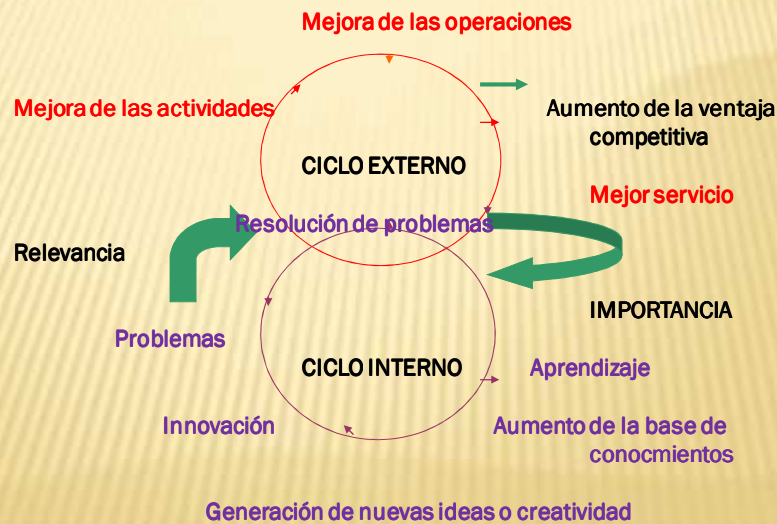 Mejora de las operaciones
Mejora de las actividades
Aumento de la ventaja
competitiva
CICLO EXTERNO
Mejor servicio
Resolución de problemas
Relevancia
IMPORTANCIA
Problemas
CICLO INTERNO
Aprendizaje
Innovación
Aumento de la base de
conocmientos
Generación de nuevas ideas o creatividad